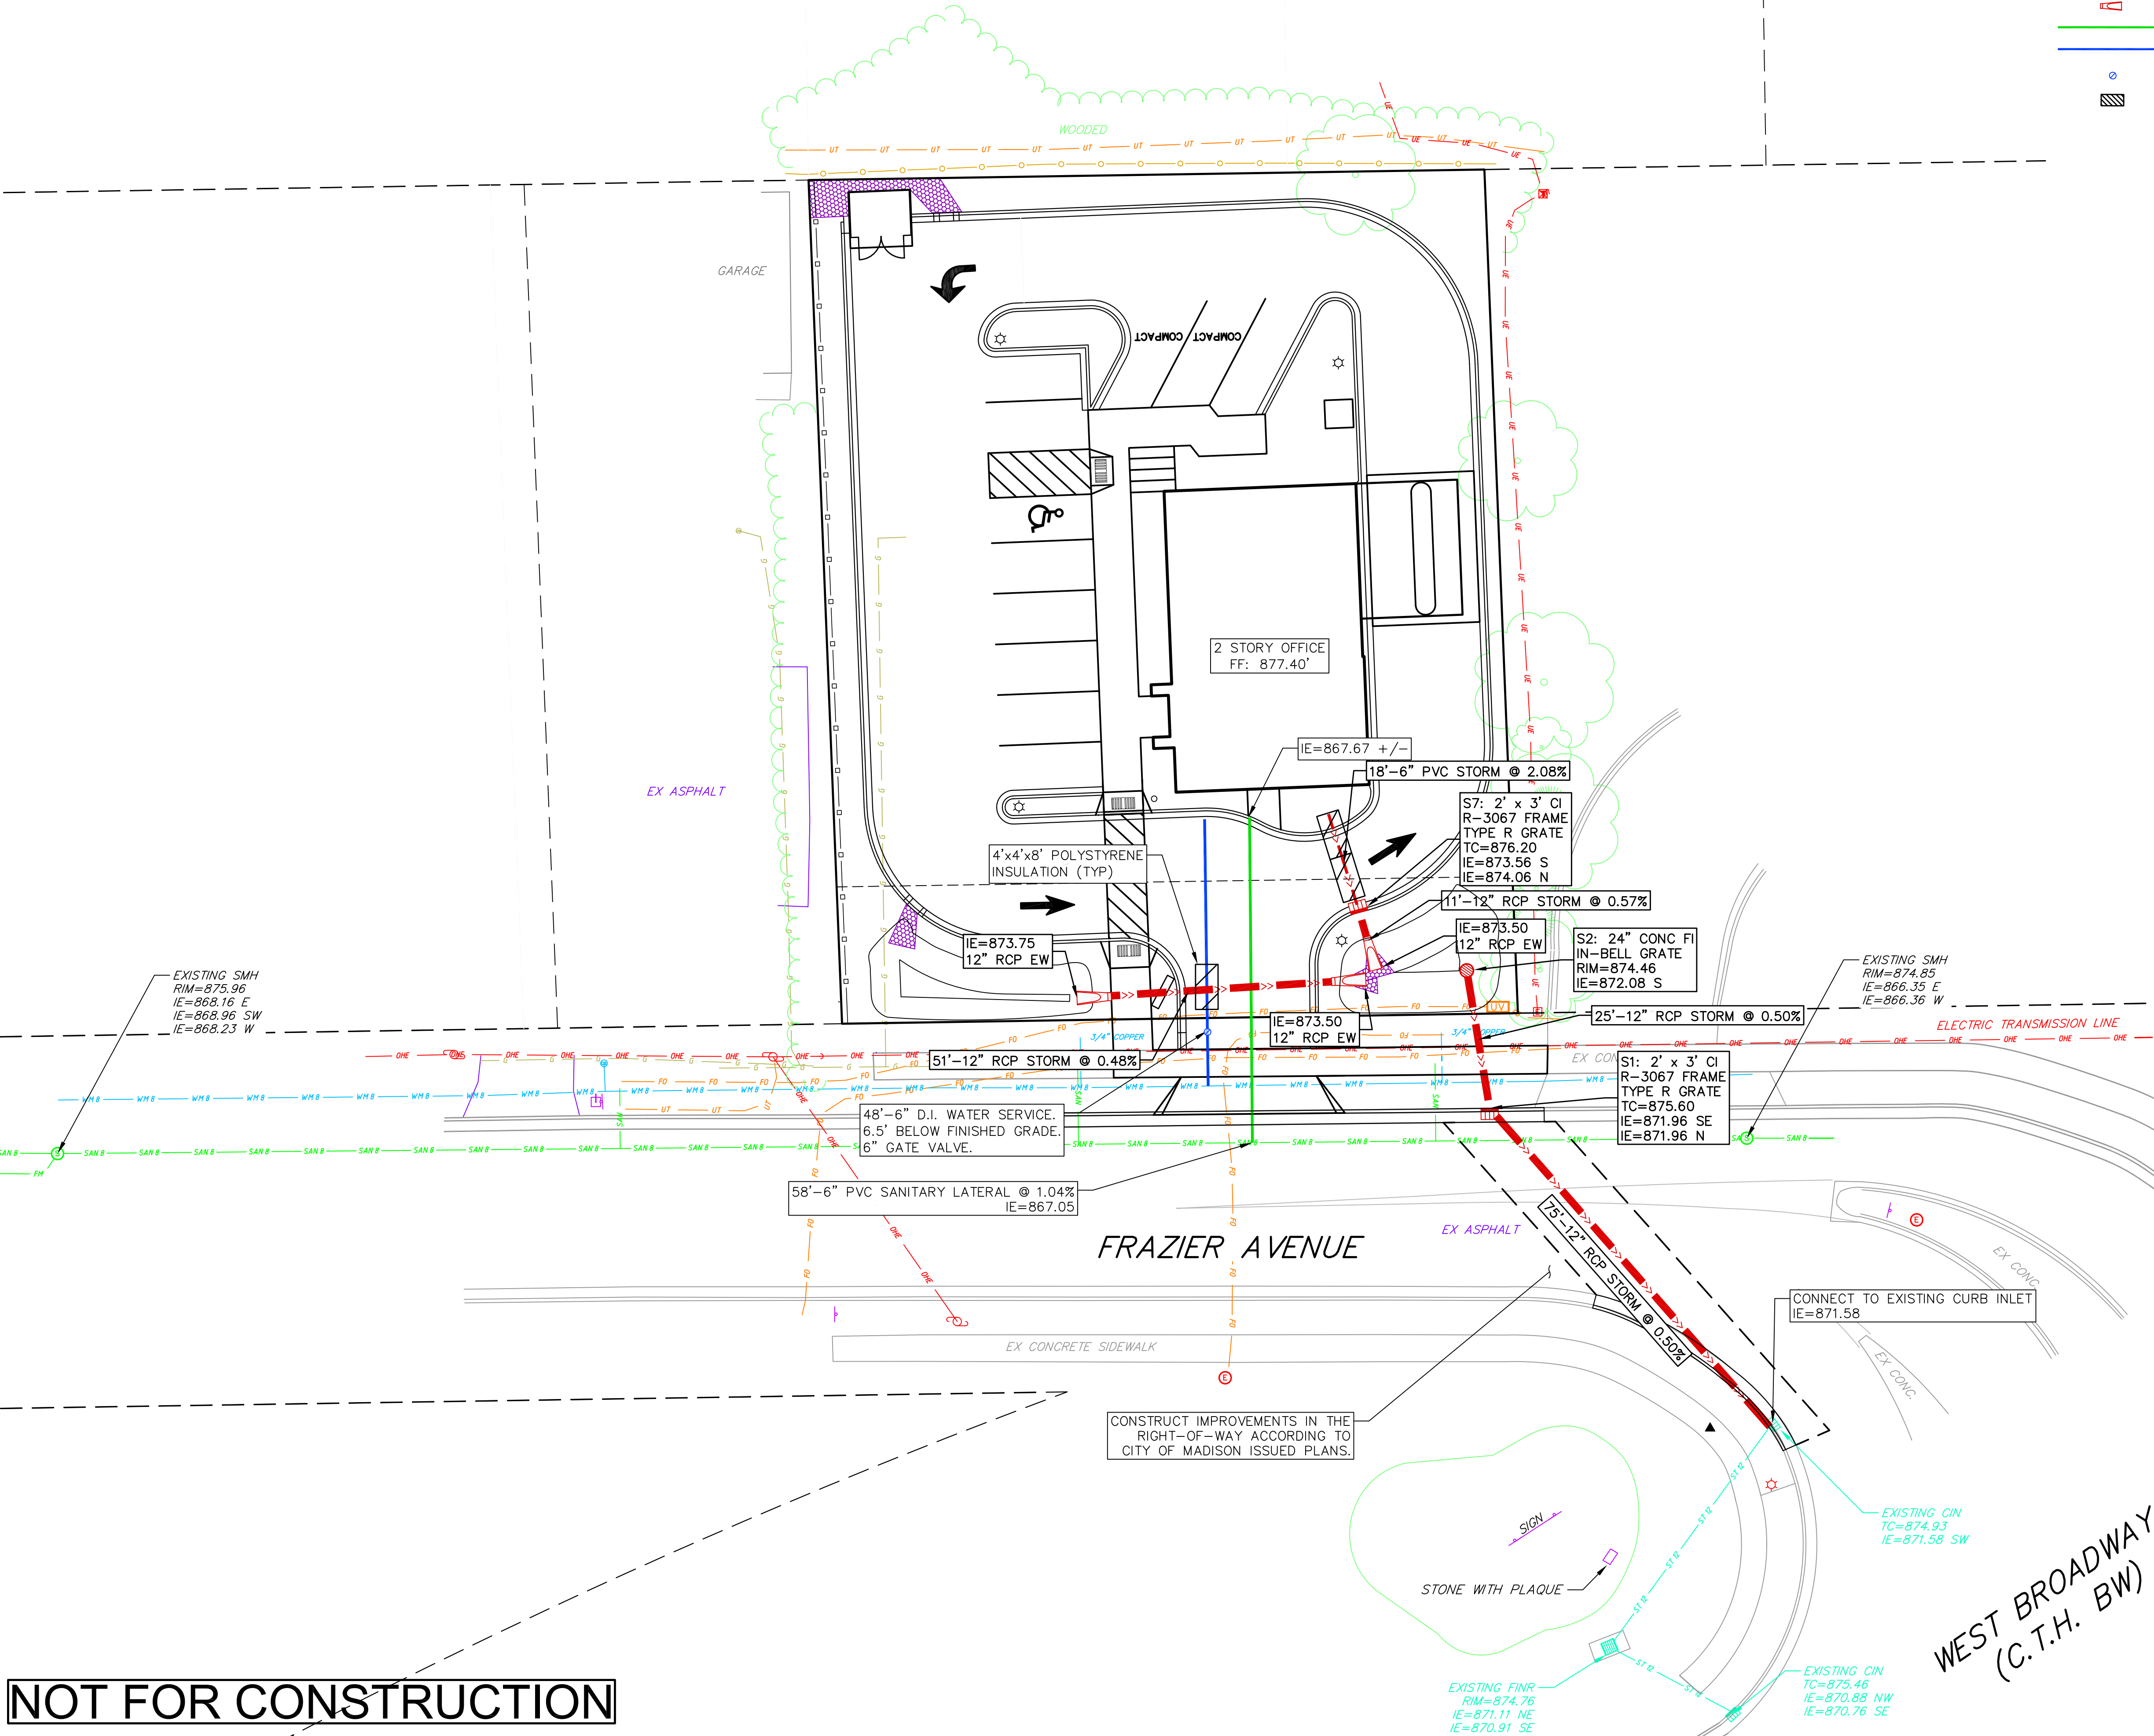 WOODED
GARAGE
COMPACT
COMPACT
2 STORY OFFICE
FF: 877.40'
EX ASPHALT
IE=867.67 +/-
18'-6" PVC STORM @ 2.08%
S7: 2' x 3' CI
R-3067 FRAME
TYPE R GRATE
TC=876.20
IE=873.56 S
IE=874.06 N
4'x4'x8' POLYSTYRENE
INSULATION (TYP)
11'-12" RCP STORM @ 0.57%
IE=873.50
12" RCP EW
IE=873.75
12" RCP EW
S2: 24" CONC FI
IN-BELL GRATE
RIM=874.46
IE=872.08 S
EXISTING SMH
RIM=875.96
IE=868.16 E
IE=868.96 SW
IE=868.23 W
EXISTING SMH
RIM=874.85
IE=866.35 E
IE=866.36 W
IE=873.50
12" RCP EW
25'-12" RCP STORM @ 0.50%
ELECTRIC TRANSMISSION LINE
3/4" COPPER
3/4" COPPER
51'-12" RCP STORM @ 0.48%
S1: 2' x 3' CI
R-3067 FRAME
TYPE R GRATE
TC=875.60
IE=871.96 SE
IE=871.96 N
48'-6" D.I. WATER SERVICE.
6.5' BELOW FINISHED GRADE.
6" GATE VALVE.
58'-6" PVC SANITARY LATERAL @ 1.04%
IE=867.05
FRAZIER AVENUE
EX ASPHALT
75'-12" RCP STORM @ 0.50%
EX CONC.
CONNECT TO EXISTING CURB INLET
IE=871.58
EX CONCRETE SIDEWALK
EX CONC.
CONSTRUCT IMPROVEMENTS IN THE
RIGHT-OF-WAY ACCORDING TO
CITY OF MADISON ISSUED PLANS.
SIGN
STONE WITH PLAQUE
EXISTING CIN
TC=874.93
IE=871.58 SW
WEST BROADWAY
(C.T.H. BW)
EXISTING FINR
RIM=874.76
IE=871.11 NE
IE=870.91 SE
EXISTING CIN
TC=875.46
IE=870.88 NW
IE=870.76 SE
NOT FOR CONSTRUCTION